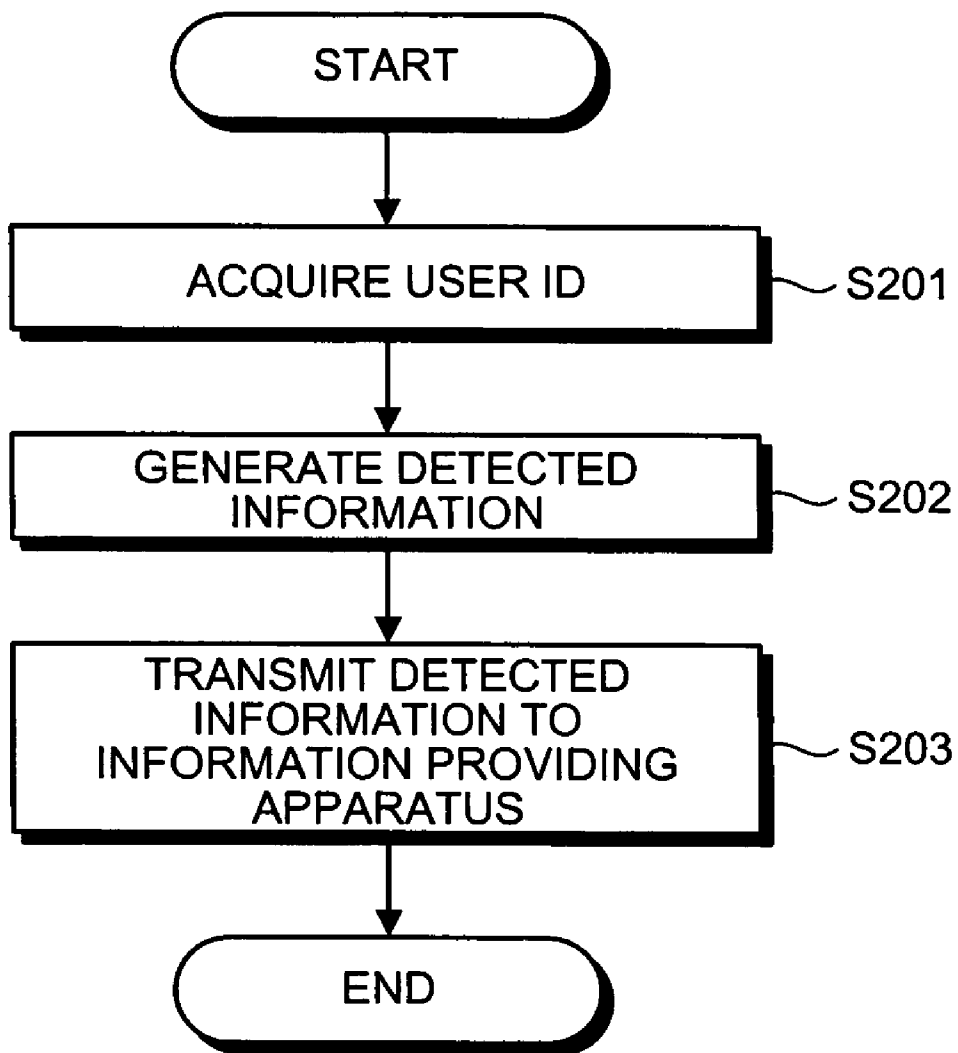 START
ACQUIRE USER ID
S201
GENERATE DETECTED
INFORMATION
S202
TRANSMIT DETECTED
INFORMATION TO
INFORMATION PROVIDING
APPARATUS
S203
END